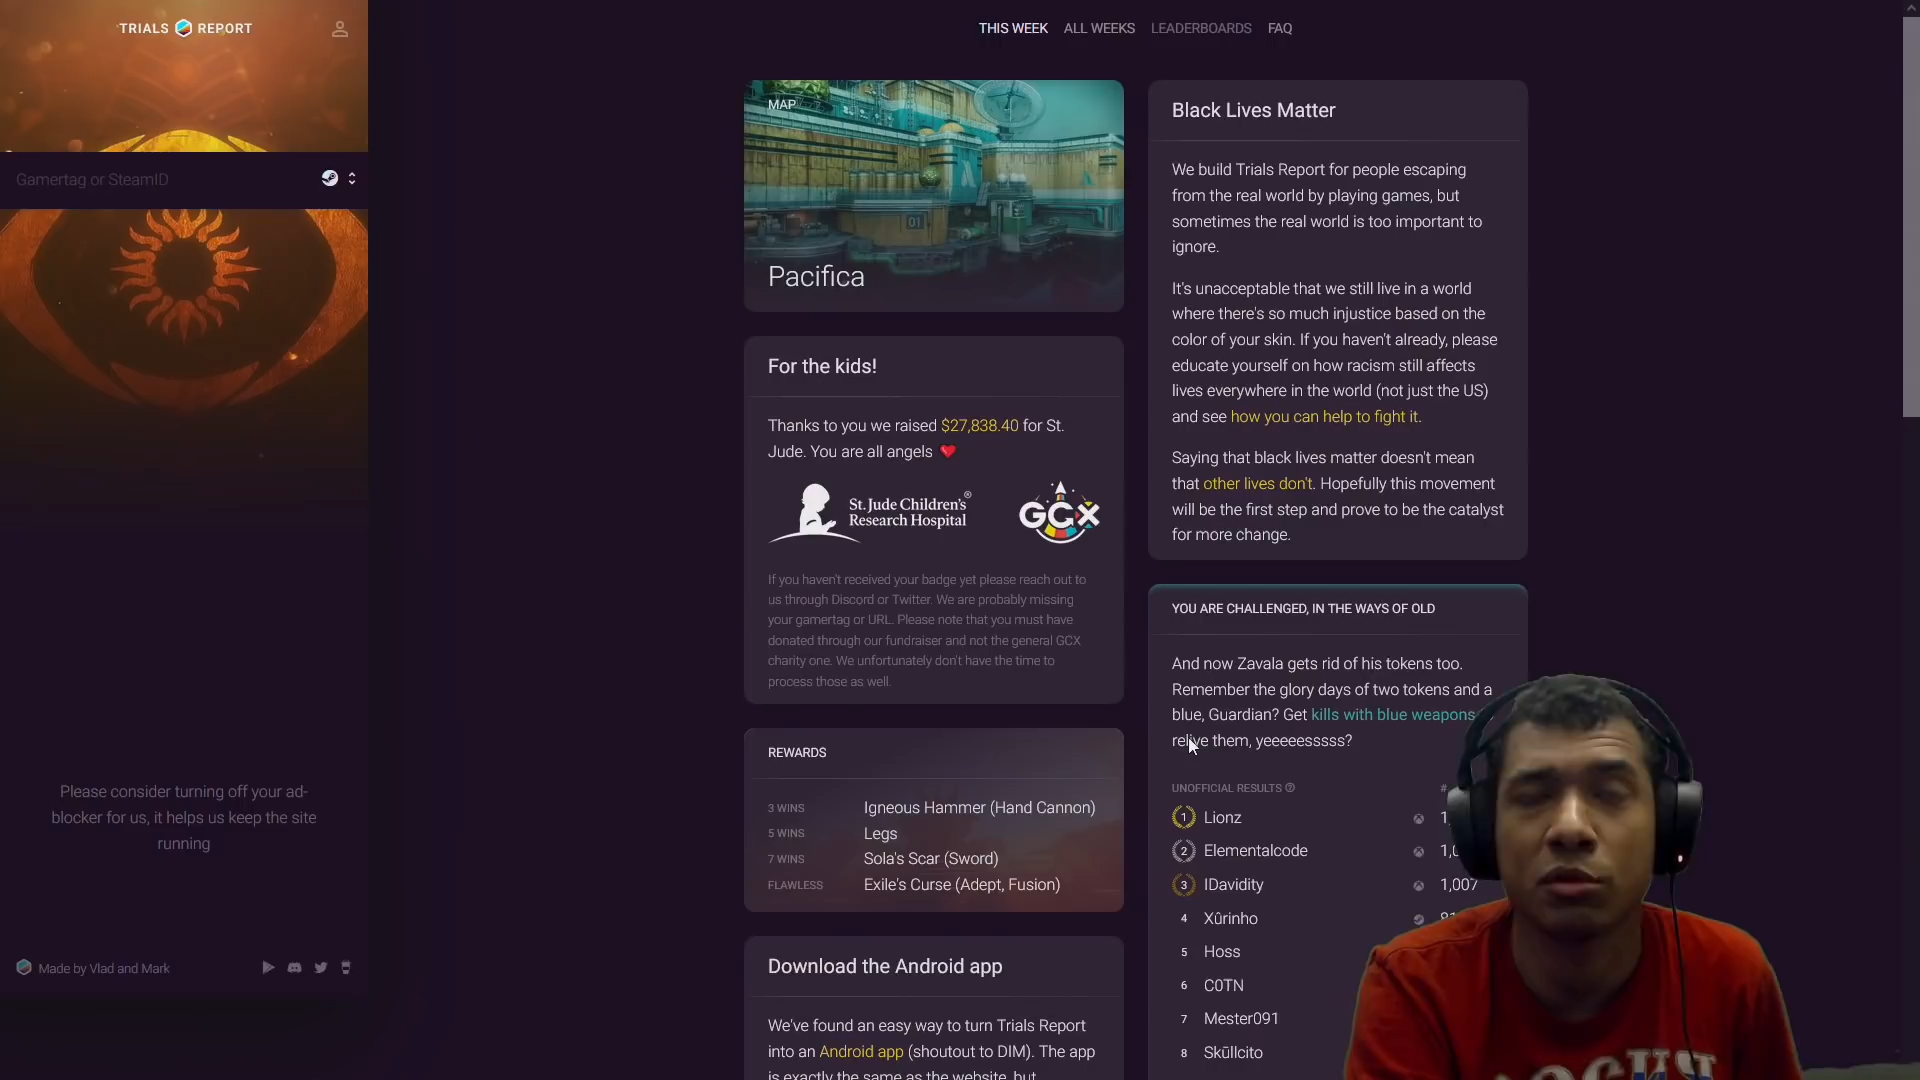 TRIALS REPORT
Gamertag or SteamID
Please consider turning off your ad-
blocker for us, it helps us keep the site
running
Made by Vlad and Mark
THIS WEEK ALL WEEKS LEADERBOARDS FAQ
MAP
01
Pacifica
For the kids!
Thanks to you we raised $27,838.40 for St.
Jude. You are all angels
St. Jude Children's®
Research Hospital
GCX
If you haven't received your badge yet please reach out to
us through Discord or Twitter. We are probably missing
your gamertag or URL. Please note that you must have
donated through our fundraiser and not the general GCX
charity one. We unfortunately don't have the time to
process those as well.
REWARDS
3 WINS Igneous Hammer (Hand Cannon)
5 WINS Legs
7 WINS Sola's Scar (Sword)
FLAWLESS Exile's Curse (Adept, Fusion)
Download the Android app
We've found an easy way to turn Trials Report
into an Android app (shoutout to DIM). The app
is exactly the same as the website, but
Black Lives Matter
We build Trials Report for people escaping
from the real world by playing games, but
sometimes the real world is too important to
ignore.
It's unacceptable that we still live in a world
where there's so much injustice based on the
color of your skin. If you haven't already, please
educate yourself on how racism still affects
lives everywhere in the world (not just the US)
and see how you can help to fight it.
Saying that black lives matter doesn't mean
that other lives don't. Hopefully this movement
will be the first step and prove to be the catalyst
for more change.
YOU ARE CHALLENGED, IN THE WAYS OF OLD
And now Zavala gets rid of his tokens too.
Remember the glory days of two tokens and a
blue, Guardian? Get kills with blue weapons
relive them, yeeeeesssss?
UNOFFICIAL RESULTS #
1 Lionz
2 Elementalcode
3 IDavidity 1,007
4 Xûrinho
5 Hoss
6 C0TN
7 Mester091
8 Skūllcito